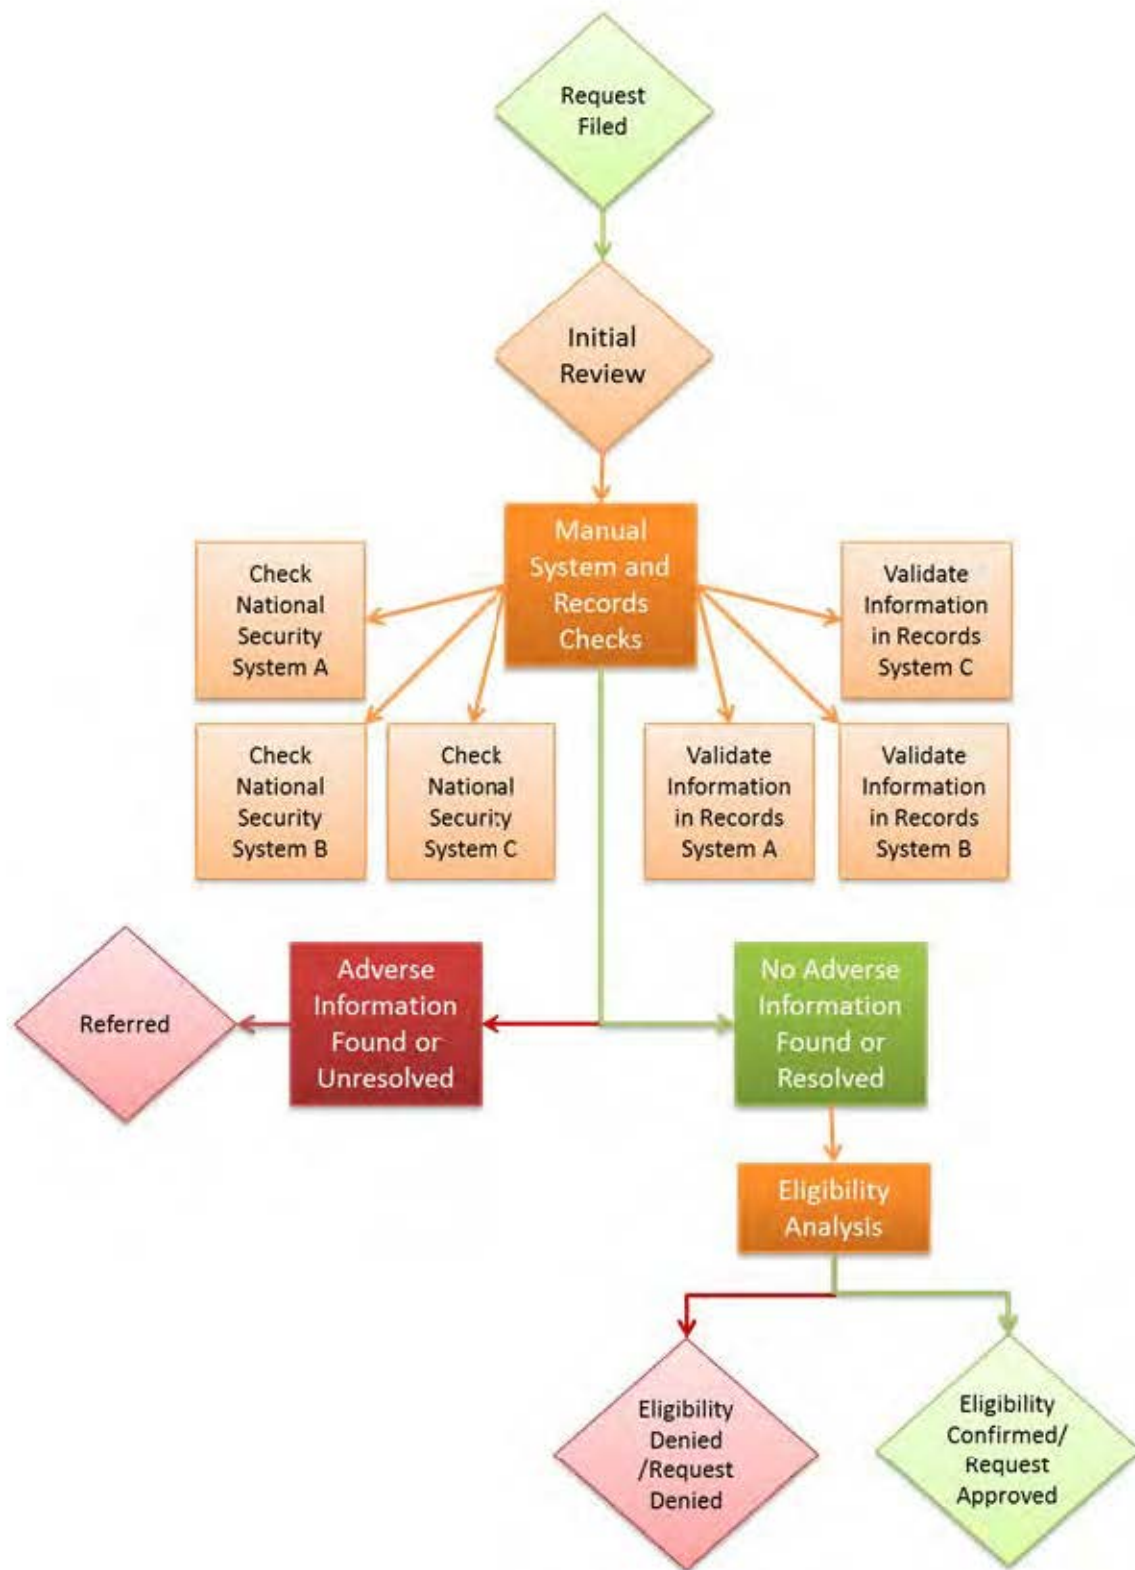 Request
Filed
Initial
Review
Manual
System and
Records
Checks
Check
National
Security
System A
Validate
Information
in Records
System C
Check
National
Security
System B
Check
National
Security
System C
Validate
Information
in Records
System A
Validate
Information
in Records
System B
Referred
Adverse
Information
Found or
Unresolved
No Adverse
Information
Found or
Resolved
Eligibility
Analysis
Eligibility
Denied
/Request
Denied
Eligibility
Confirmed/
Request
Approved